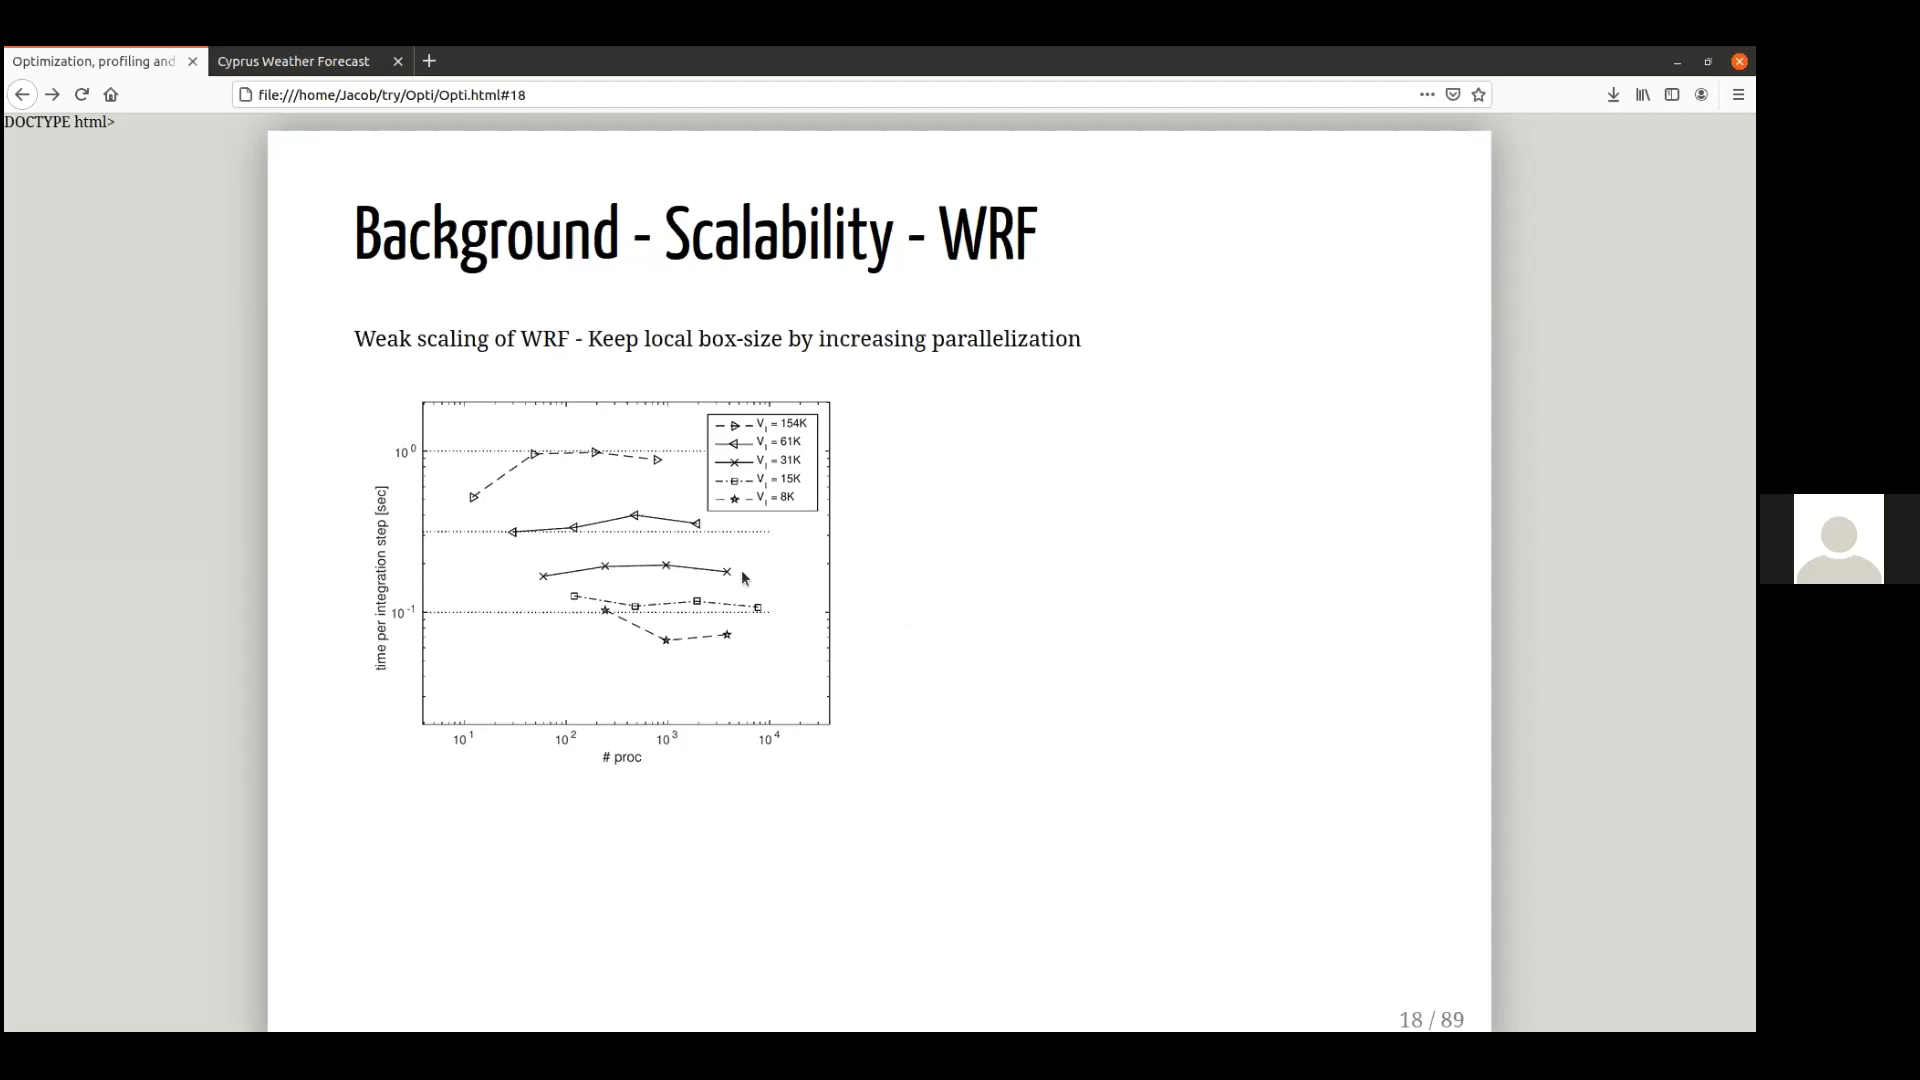 Optimization, profiling and
Cyprus Weather Forecast
file:///home/Jacob/try/Opti/Opti.html#18
DOCTYPE html>
Background - Scalability - WRF
Weak scaling of WRF - Keep local box-size by increasing parallelization
V_l = 154K
V_l = 61K
V_l = 31K
V_l = 15K
V_l = 8K
10^0
10^-1
time per integration step [sec]
10^1 10^2 10^3 10^4
# proc
18 / 89